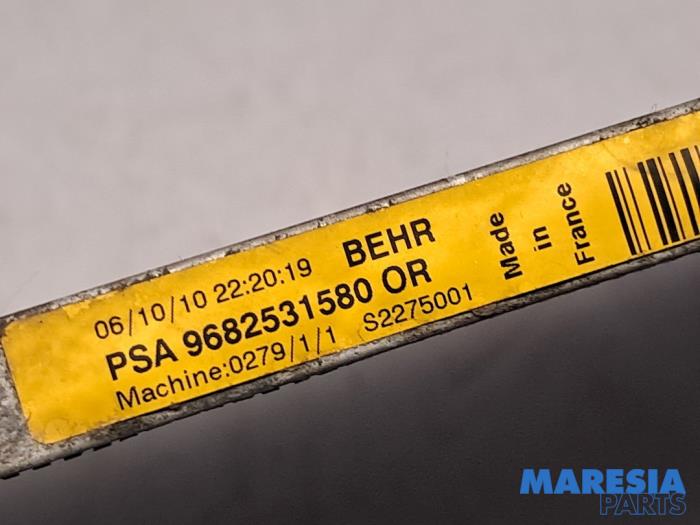 06/10/10 22:20:19 BEHR
PSA 9682531580 OR
Machine:0279/1/1 S2275001
Made
in
France
MARESIA
PARTS